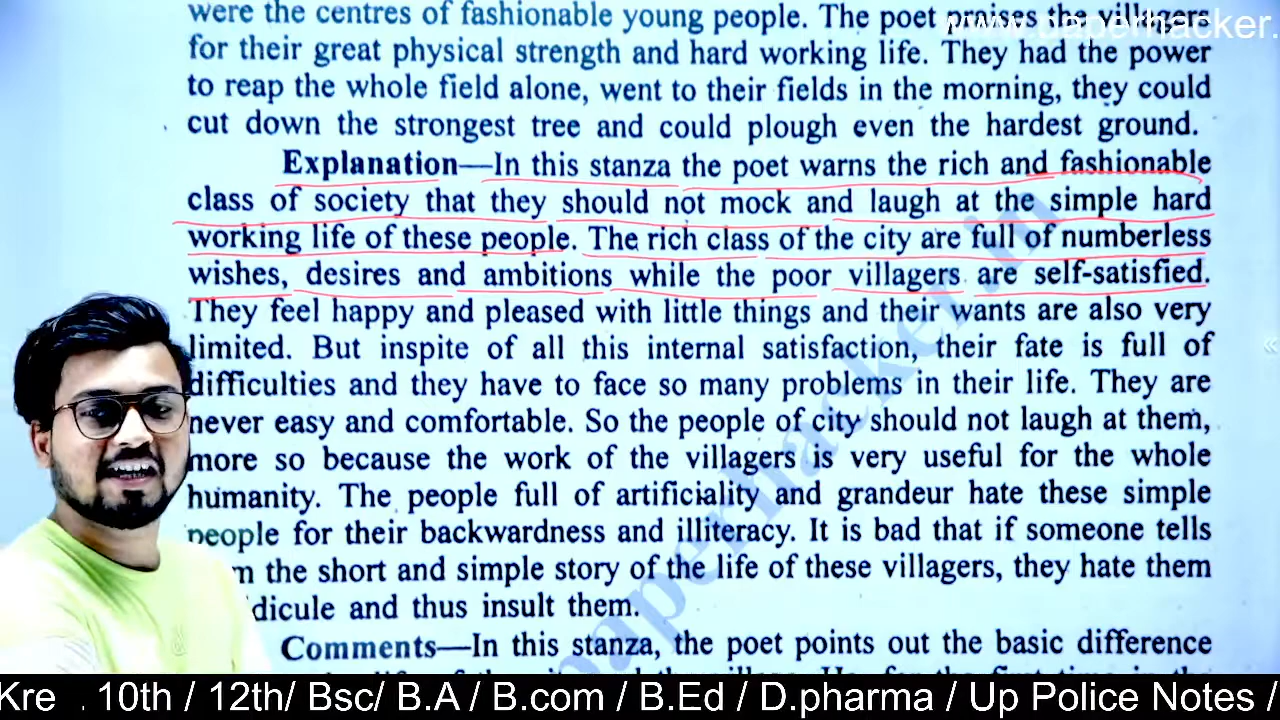 were the centres of fashionable young people. The poet praises the villagers
www.paperhacker.
for their great physical strength and hard working life. They had the power
to reap the whole field alone, went to their fields in the morning, they could
cut down the strongest tree and could plough even the hardest ground.
Explanation—In this stanza the poet warns the rich and fashionable
class of society that they should not mock and laugh at the simple hard
working life of these people. The rich class of the city are full of numberless
wishes, desires and ambitions while the poor villagers are self-satisfied.
They feel happy and pleased with little things and their wants are also very
limited. But inspite of all this internal satisfaction, their fate is full of
difficulties and they have to face so many problems in their life. They are
never easy and comfortable. So the people of city should not laugh at them,
more so because the work of the villagers is very useful for the whole
humanity. The people full of artificiality and grandeur hate these simple
people for their backwardness and illiteracy. It is bad that if someone tells
m the short and simple story of the life of these villagers, they hate them
dicule and thus insult them.
Comments—In this stanza, the poet points out the basic difference
paperhacker.in
Kre . 10th / 12th/ Bsc/ B.A / B.com / B.Ed / D.pharma / Up Police Notes /